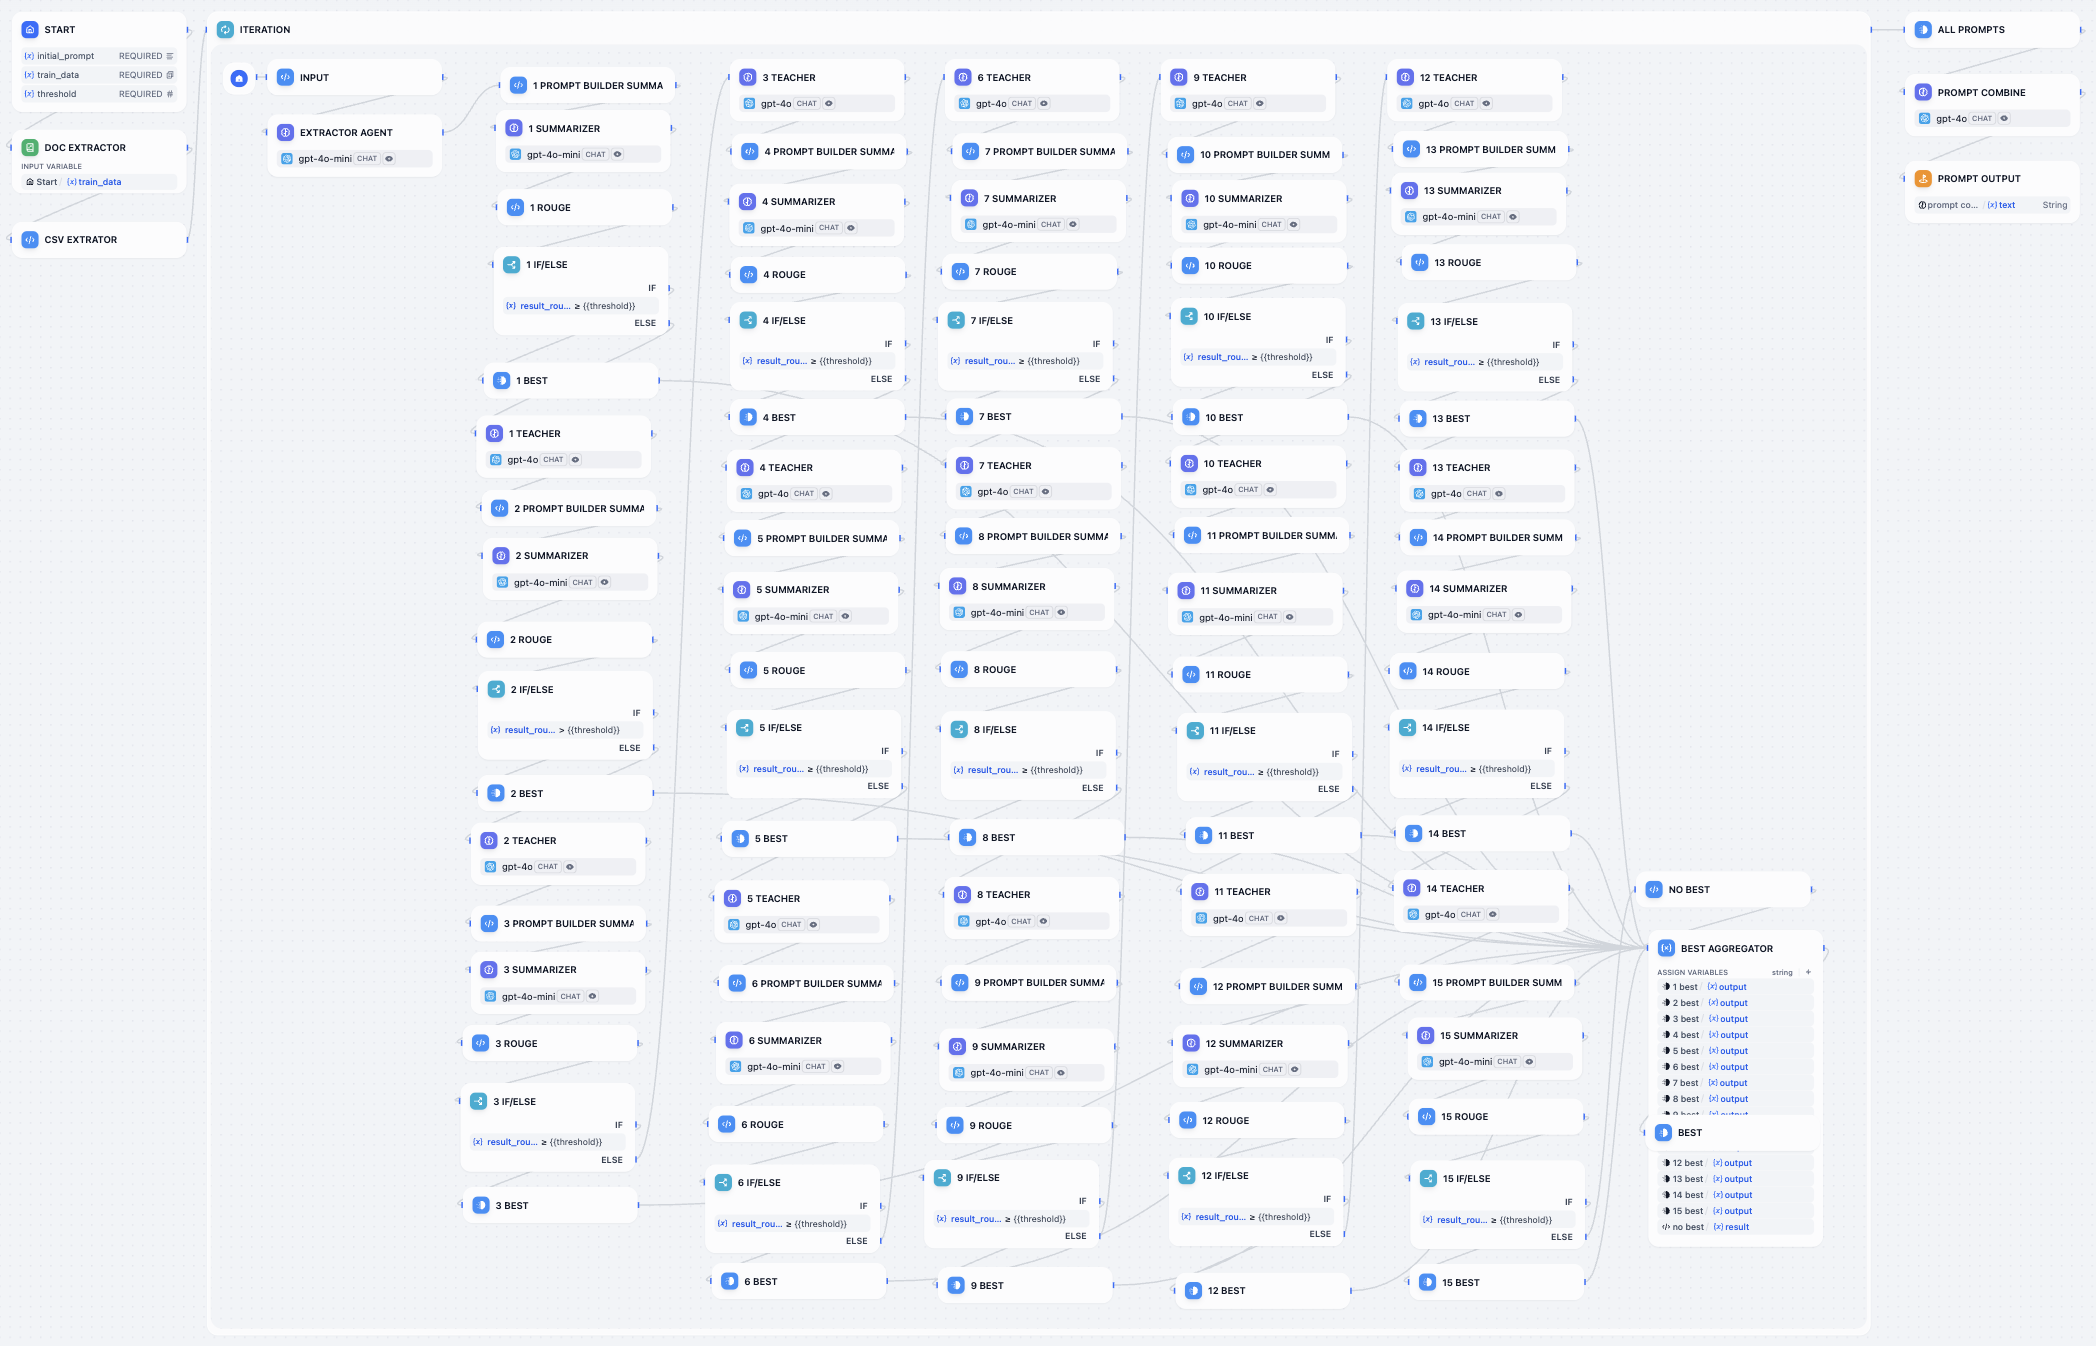 START
{x} initial_prompt REQUIRED
{x} train_data REQUIRED
{x} threshold REQUIRED #
DOC EXTRACTOR
INPUT VARIABLE
Start / {x} train_data
CSV EXTRATOR
ITERATION
INPUT
EXTRACTOR AGENT
gpt-4o-mini CHAT
1 PROMPT BUILDER SUMMA
1 SUMMARIZER
gpt-4o-mini CHAT
1 ROUGE
1 IF/ELSE
IF
{x} result_rou... ≥ {{threshold}}
ELSE
1 BEST
1 TEACHER
gpt-4o CHAT
2 PROMPT BUILDER SUMMA
2 SUMMARIZER
gpt-4o-mini CHAT
2 ROUGE
2 IF/ELSE
IF
{x} result_rou... > {{threshold}}
ELSE
2 BEST
2 TEACHER
gpt-4o CHAT
3 PROMPT BUILDER SUMMA
3 SUMMARIZER
gpt-4o-mini CHAT
3 ROUGE
3 IF/ELSE
IF
{x} result_rou... ≥ {{threshold}}
ELSE
3 BEST
3 TEACHER
gpt-4o CHAT
4 PROMPT BUILDER SUMMA
4 SUMMARIZER
gpt-4o-mini CHAT
4 ROUGE
4 IF/ELSE
IF
{x} result_rou... ≥ {{threshold}}
ELSE
4 BEST
4 TEACHER
gpt-4o CHAT
5 PROMPT BUILDER SUMMA
5 SUMMARIZER
gpt-4o-mini CHAT
5 ROUGE
5 IF/ELSE
IF
{x} result_rou... ≥ {{threshold}}
ELSE
5 BEST
5 TEACHER
gpt-4o CHAT
6 PROMPT BUILDER SUMMA
6 SUMMARIZER
gpt-4o-mini CHAT
6 ROUGE
6 IF/ELSE
IF
{x} result_rou... ≥ {{threshold}}
ELSE
6 BEST
6 TEACHER
gpt-4o CHAT
7 PROMPT BUILDER SUMMA
7 SUMMARIZER
gpt-4o-mini CHAT
7 ROUGE
7 IF/ELSE
IF
{x} result_rou... ≥ {{threshold}}
ELSE
7 BEST
7 TEACHER
gpt-4o CHAT
8 PROMPT BUILDER SUMMA
8 SUMMARIZER
gpt-4o-mini CHAT
8 ROUGE
8 IF/ELSE
IF
{x} result_rou... ≥ {{threshold}}
ELSE
8 BEST
8 TEACHER
gpt-4o CHAT
9 PROMPT BUILDER SUMMA
9 SUMMARIZER
gpt-4o-mini CHAT
9 ROUGE
9 IF/ELSE
IF
{x} result_rou... ≥ {{threshold}}
ELSE
9 BEST
9 TEACHER
gpt-4o CHAT
10 PROMPT BUILDER SUMM
10 SUMMARIZER
gpt-4o-mini CHAT
10 ROUGE
10 IF/ELSE
IF
{x} result_rou... ≥ {{threshold}}
ELSE
10 BEST
10 TEACHER
gpt-4o CHAT
11 PROMPT BUILDER SUMM
11 SUMMARIZER
gpt-4o-mini CHAT
11 ROUGE
11 IF/ELSE
IF
{x} result_rou... ≥ {{threshold}}
ELSE
11 BEST
11 TEACHER
gpt-4o CHAT
12 PROMPT BUILDER SUMM
12 SUMMARIZER
gpt-4o-mini CHAT
12 ROUGE
12 IF/ELSE
IF
{x} result_rou... ≥ {{threshold}}
ELSE
12 BEST
12 TEACHER
gpt-4o CHAT
13 PROMPT BUILDER SUMM
13 SUMMARIZER
gpt-4o-mini CHAT
13 ROUGE
13 IF/ELSE
IF
{x} result_rou... ≥ {{threshold}}
ELSE
13 BEST
13 TEACHER
gpt-4o CHAT
14 PROMPT BUILDER SUMM
14 SUMMARIZER
gpt-4o-mini CHAT
14 ROUGE
14 IF/ELSE
IF
{x} result_rou... ≥ {{threshold}}
ELSE
14 BEST
14 TEACHER
gpt-4o CHAT
15 PROMPT BUILDER SUMM
15 SUMMARIZER
gpt-4o-mini CHAT
15 ROUGE
15 IF/ELSE
IF
{x} result_rou... ≥ {{threshold}}
ELSE
15 BEST
NO BEST
BEST AGGREGATOR
ASSIGN VARIABLES string +
1 best / {x} output
2 best / {x} output
3 best / {x} output
4 best / {x} output
5 best / {x} output
6 best / {x} output
7 best / {x} output
8 best / {x} output
9 best / {x} output
BEST
12 best / {x} output
13 best / {x} output
14 best / {x} output
15 best / {x} output
no best / {x} result
ALL PROMPTS
PROMPT COMBINE
gpt-4o CHAT
PROMPT OUTPUT
prompt co... / {x} text String